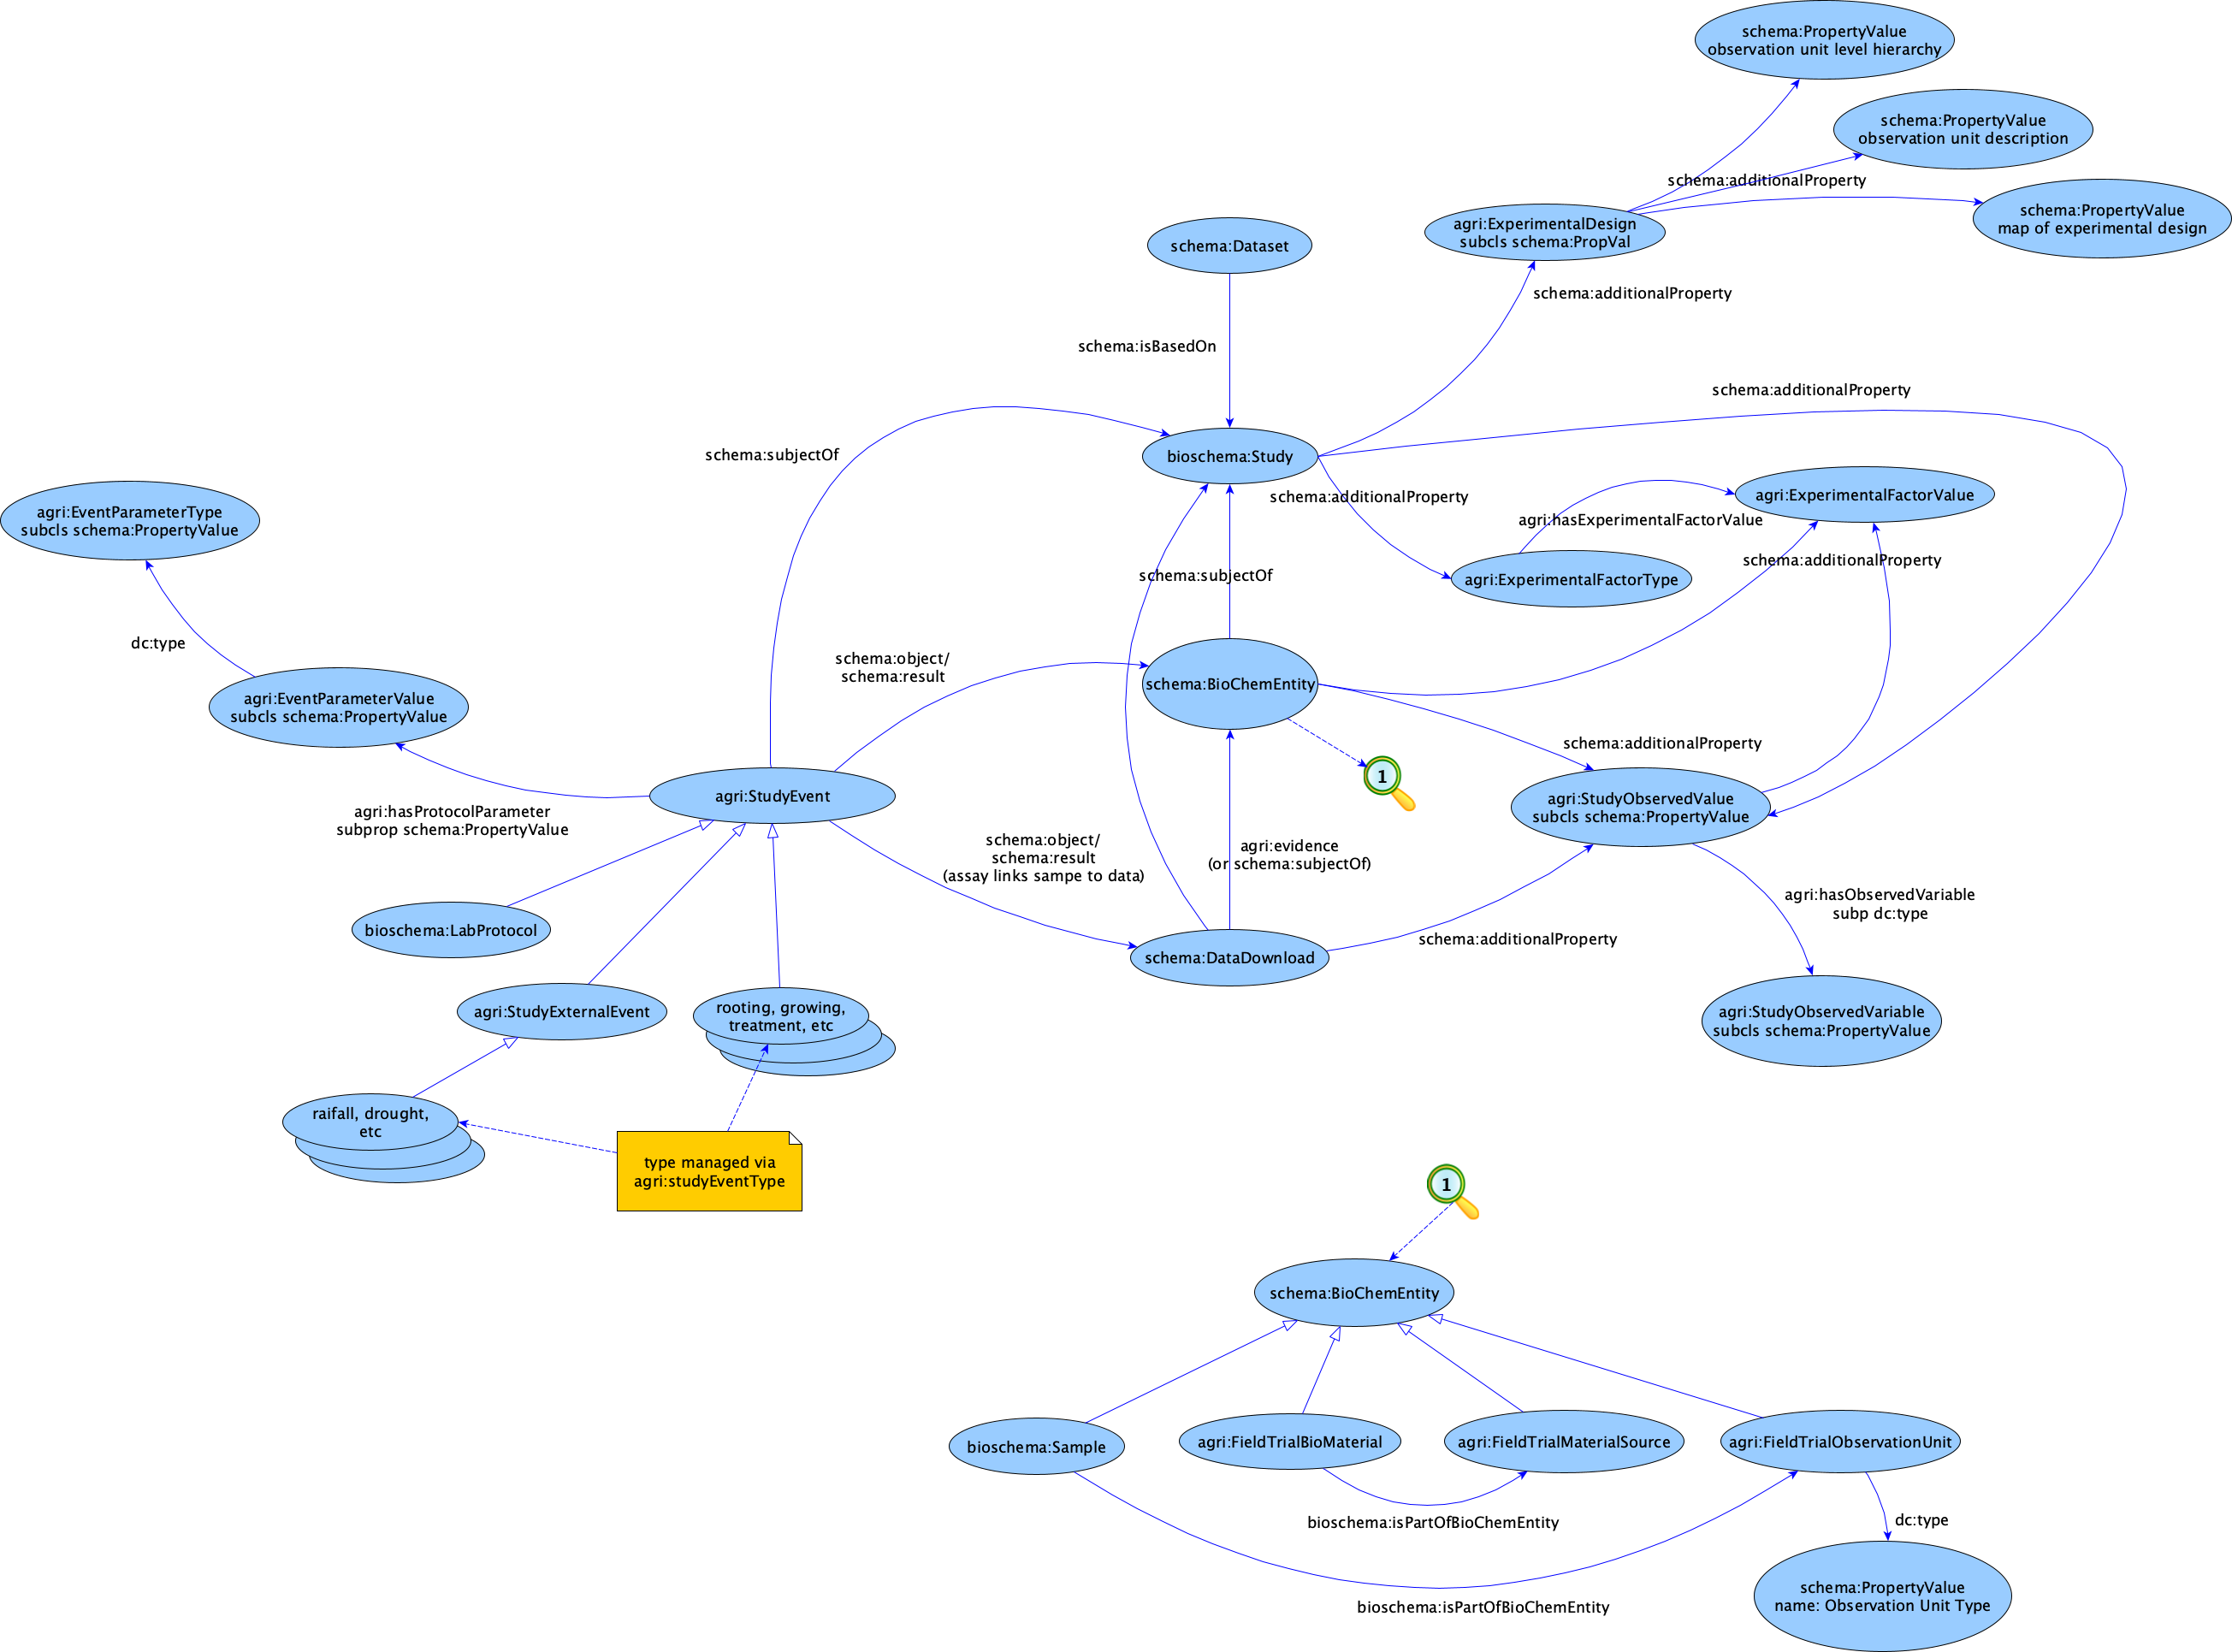 schema:PropertyValue
observation unit level hierarchy
schema:PropertyValue
observation unit description
schema:additionalProperty
schema:PropertyValue
map of experimental design
agri:ExperimentalDesign
subcls schema:PropVal
schema:Dataset
schema:additionalProperty
schema:isBasedOn
schema:additionalProperty
schema:subjectOf
bioschema:Study
schema:additionalProperty
agri:ExperimentalFactorValue
agri:hasExperimentalFactorValue
agri:EventParameterType
subcls schema:PropertyValue
schema:additionalProperty
schema:subjectOf
agri:ExperimentalFactorType
dc:type
schema:object/
schema:result
schema:BioChemEntity
agri:EventParameterValue
subcls schema:PropertyValue
schema:additionalProperty
1
agri:StudyEvent
agri:StudyObservedValue
subcls schema:PropertyValue
agri:hasProtocolParameter
subprop schema:PropertyValue
schema:object/
schema:result
(assay links sampe to data)
agri:evidence
(or schema:subjectOf)
agri:hasObservedVariable
subp dc:type
bioschema:LabProtocol
schema:additionalProperty
schema:DataDownload
agri:StudyExternalEvent
rooting, growing,
treatment, etc
agri:StudyObservedVariable
subcls schema:PropertyValue
raifall, drought,
etc
type managed via
agri:studyEventType
1
schema:BioChemEntity
bioschema:Sample
agri:FieldTrialBioMaterial
agri:FieldTrialMaterialSource
agri:FieldTrialObservationUnit
bioschema:isPartOfBioChemEntity
dc:type
schema:PropertyValue
name: Observation Unit Type
bioschema:isPartOfBioChemEntity